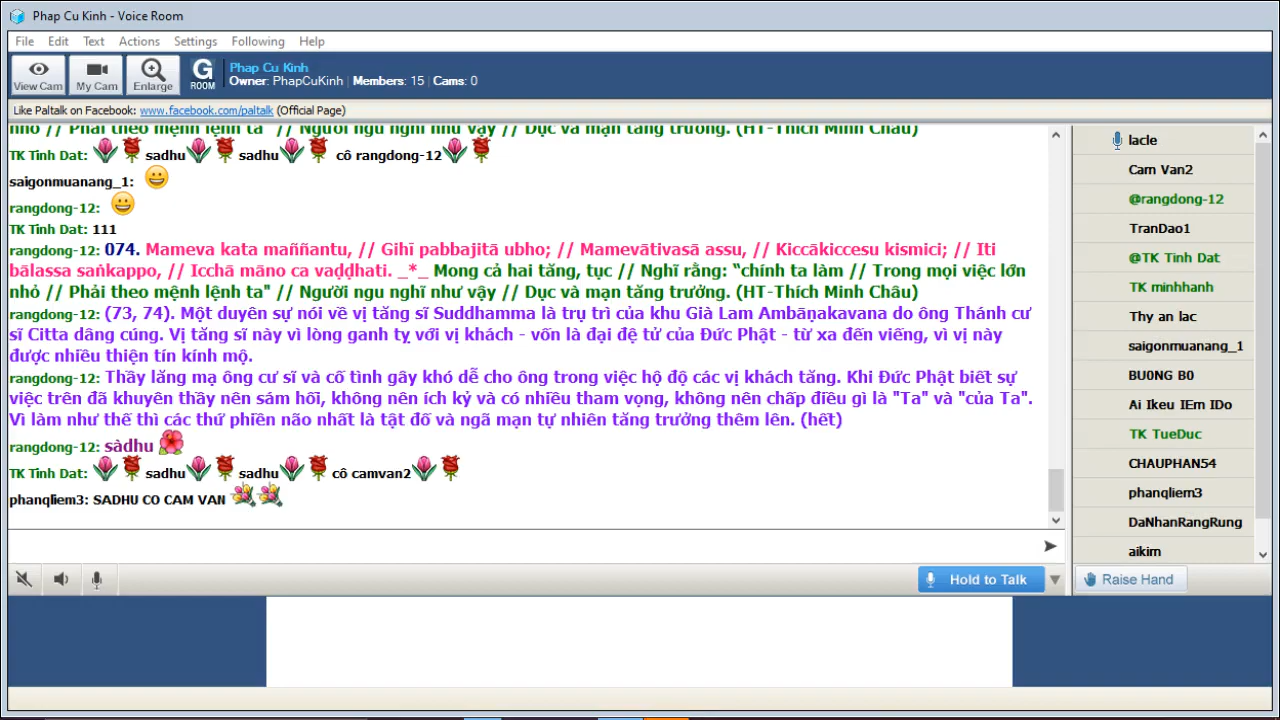 Phap Cu Kinh - Voice Room
File Edit Text Actions Settings Following Help
View Cam My Cam Enlarge G ROOM
Phap Cu Kinh
Owner: PhapCuKinh | Members: 15 | Cams: 0
Like Paltalk on Facebook: www.facebook.com/paltalk (Official Page)
nhỏ // Phải theo mệnh lệnh ta" // Người ngu nghĩ như vậy // Dục và mạn tăng trưởng. (HT-Thích Minh Châu)
TK Tinh Dat: sadhu sadhu cô rangdong-12
saigonmuanang_1:
rangdong-12:
TK Tinh Dat: 111
rangdong-12: 074. Mameva kata maññantu, // Gihī pabbajitā ubho; // Mamevātivasā assu, // Kiccākiccesu kismici; // Iti
bālassa saṅkappo, // Icchā māno ca vaḍḍhati. _*_ Mong cả hai tăng, tục // Nghĩ rằng: “chính ta làm // Trong mọi việc lớn
nhỏ // Phải theo mệnh lệnh ta" // Người ngu nghĩ như vậy // Dục và mạn tăng trưởng. (HT-Thích Minh Châu)
rangdong-12: (73, 74). Một duyên sự nói về vị tăng sĩ Suddhamma là trụ trì của khu Già Lam Ambāṇakavana do ông Thánh cư
sĩ Citta dâng cúng. Vị tăng sĩ này vì lòng ganh tỵ với vị khách - vốn là đại đệ tử của Đức Phật - từ xa đến viếng, vì vị này
được nhiều thiện tín kính mộ.
rangdong-12: Thầy lăng mạ ông cư sĩ và cố tình gây khó dễ cho ông trong việc hộ độ các vị khách tăng. Khi Đức Phật biết sự
việc trên đã khuyên thầy nên sám hối, không nên ích kỷ và có nhiều tham vọng, không nên chấp điều gì là "Ta" và "của Ta".
Vì làm như thế thì các thứ phiền não nhất là tật đố và ngã mạn tự nhiên tăng trưởng thêm lên. (hết)
rangdong-12: sàdhu
TK Tinh Dat: sadhu sadhu cô camvan2
phanqliem3: SADHU CO CAM VAN
Hold to Talk
lacle
Cam Van2
@rangdong-12
TranDao1
@TK Tinh Dat
TK minhhanh
Thy an lac
saigonmuanang_1
BU0NG B0
Ai Ikeu IEm IDo
TK TueDuc
CHAUPHAN54
phanqliem3
DaNhanRangRung
aikim
Raise Hand